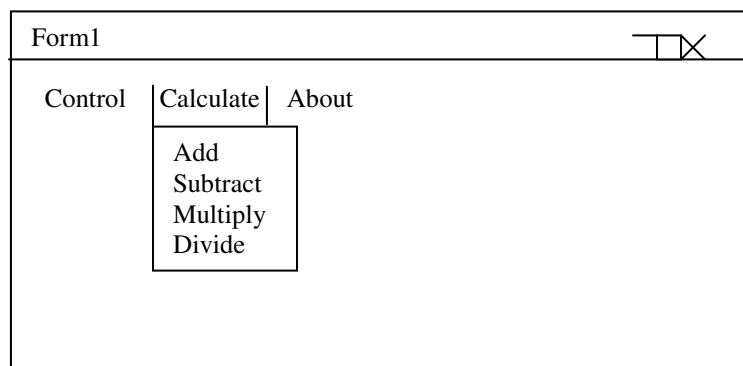 Form1
Control Calculate About
Add
Subtract
Multiply
Divide